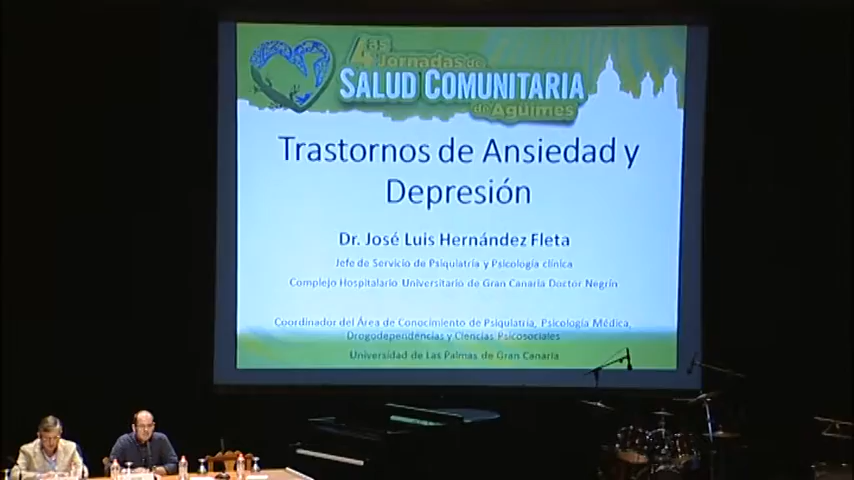 4as
Jornadas de
SALUD COMUNITARIA
de Agüimes
Trastornos de Ansiedad y
Depresión
Dr. José Luis Hernández Fleta
Jefe de Servicio de Psiquiatría y Psicología clínica
Complejo Hospitalario Universitario de Gran Canaria Doctor Negrín
Coordinador del Área de Conocimiento de Psiquiatría, Psicología Médica,
Drogodependencias y Ciencias Psicosociales
Universidad de Las Palmas de Gran Canaria